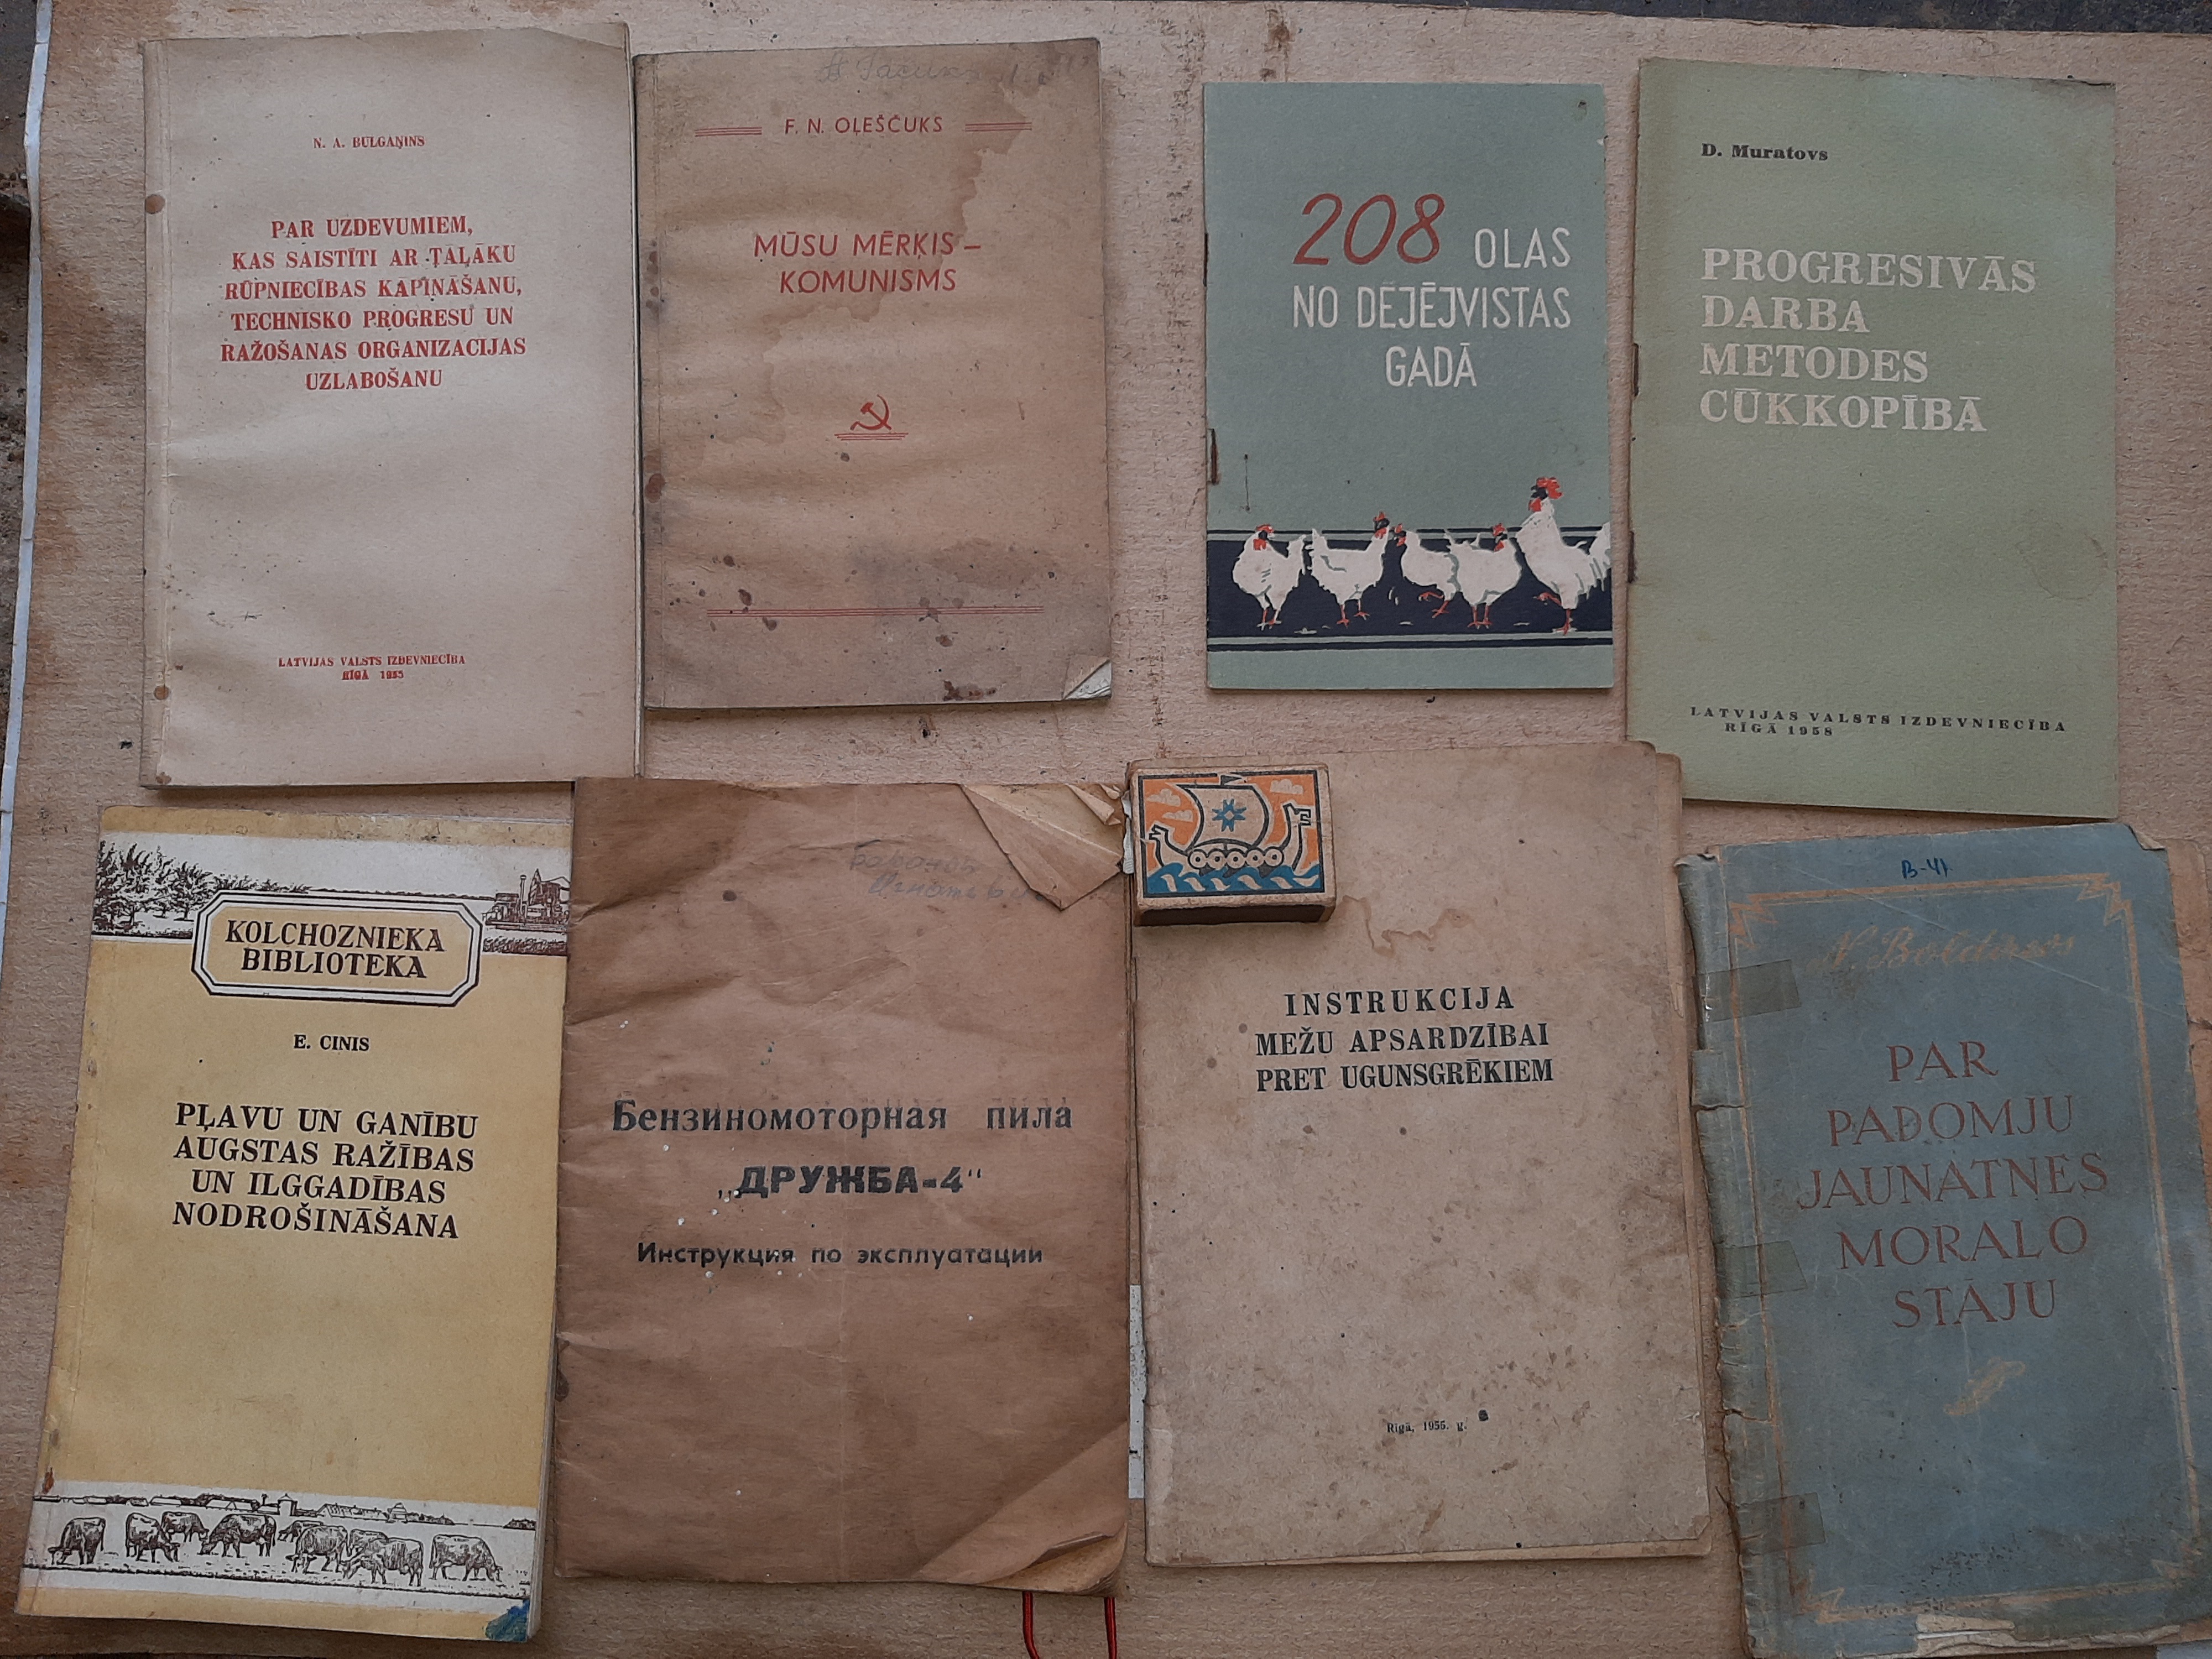 N. A. BULGAŅINS
PAR UZDEVUMIEM,
KAS SAISTĪTI AR TĀLĀKU
RŪPNIECĪBAS KĀPINĀŠANU,
TECHNISKO PROGRESU UN
RAŽOŠANAS ORGANIZACIJAS
UZLABOŠANU
LATVIJAS VALSTS IZDEVNIECĪBA
RĪGĀ 1955
F. N. OĻEŠČUKS
MŪSU MĒRĶIS –
KOMUNISMS
208 OLAS
NO DĒJĒJVISTAS
GADĀ
D. Muratovs
PROGRESIVĀS
DARBA
METODES
CŪKKOPĪBĀ
LATVIJAS VALSTS IZDEVNIECĪBA
RĪGĀ 1958
KOLCHOZNIEKA
BIBLIOTEKA
E. CINIS
PĻAVU UN GANĪBU
AUGSTAS RAŽĪBAS
UN ILGGADĪBAS
NODROŠINĀŠANA
Бензиномоторная пила
„ДРУЖБА-4“
Инструкция по эксплуатации
INSTRUKCIJA
MEŽU APSARDZĪBAI
PRET UGUNSGRĒKIEM
Rīgā, 1955. g.
В-41
N. Boldirevs
PAR
PADOMJU
JAUNATNES
MORALO
STĀJU